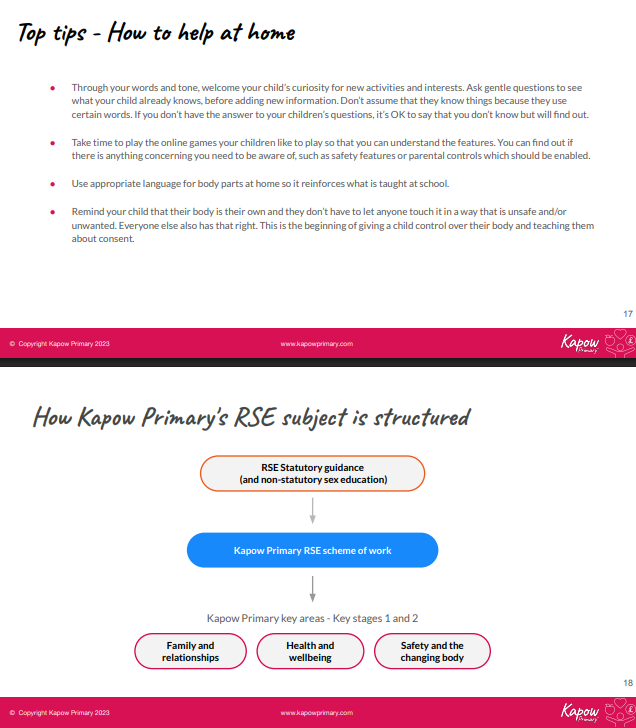 Top tips - How to help at home
• Through your words and tone, welcome your child's curiosity for new activities and interests. Ask gentle questions to see
what your child already knows, before adding new information. Don't assume that they know things because they use
certain words. If you don't have the answer to your children's questions, it's OK to say that you don't know but will find out.
• Take time to play the online games your children like to play so that you can understand the features. You can find out if
there is anything concerning you need to be aware of, such as safety features or parental controls which should be enabled.
• Use appropriate language for body parts at home so it reinforces what is taught at school.
• Remind your child that their body is their own and they don't have to let anyone touch it in a way that is unsafe and/or
unwanted. Everyone else also has that right. This is the beginning of giving a child control over their body and teaching them
about consent.
17
© Copyright Kapow Primary 2023
www.kapowprimary.com
Kapow
Primary
How Kapow Primary's RSE subject is structured
RSE Statutory guidance
(and non-statutory sex education)
Kapow Primary RSE scheme of work
Kapow Primary key areas - Key stages 1 and 2
Family and
relationships
Health and
wellbeing
Safety and the
changing body
18
© Copyright Kapow Primary 2023
www.kapowprimary.com
Kapow
Primary